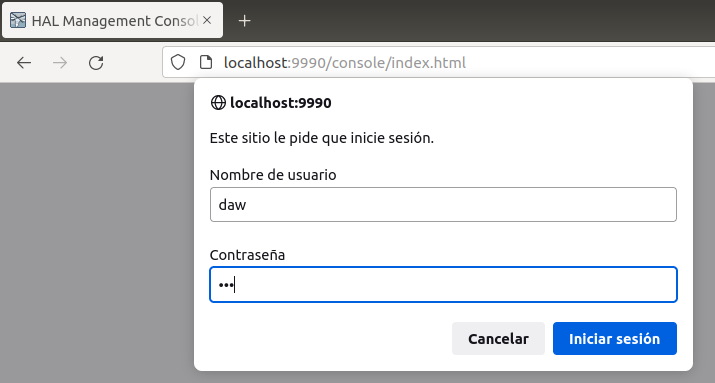 HAL Management Consol
localhost:9990/console/index.html
localhost:9990
Este sitio le pide que inicie sesión.
Nombre de usuario
daw
Contraseña
•••
Cancelar
Iniciar sesión